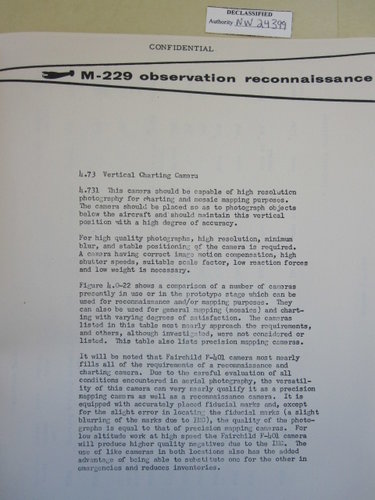 DECLASSIFIED
Authority NW 24399
CONFIDENTIAL
M-229 observation reconnaissance
4.73 Vertical Charting Camera
4.731 This camera should be capable of high resolution
photography for charting and mosaic mapping purposes.
The camera should be placed so as to photograph objects
below the aircraft and should maintain this vertical
position with a high degree of accuracy.
For high quality photographs, high resolution, minimum
blur, and stable positioning of the camera is required.
A camera having correct image motion compensation, high
shutter speeds, suitable scale factor, low reaction forces
and low weight is necessary.
Figure 4.0-22 shows a comparison of a number of cameras
presently in use or in the prototype stage which can be
used for reconnaissance and/or mapping purposes. They
can also be used for general mapping (mosaics) and chart-
ing with varying degrees of satisfaction. The cameras
listed in this table most nearly approach the requirements,
and others, although investigated, were not considered or
listed. This table also lists precision mapping cameras.
It will be noted that Fairchild F-401 camera most nearly
fills all of the requirements of a reconnaissance and
charting camera. Due to the careful evaluation of all
conditions encountered in aerial photography, the versatil-
ity of this camera can very nearly qualify it as a precision
mapping camera as well as a reconnaissance camera. It is
equipped with accurately placed fiducial marks and, except
for the slight error in locating the fiducial marks (a slight
blurring of the marks due to IMC), the quality of the photo-
graphs is equal to that of precision mapping cameras. For
low altitude work at high speed the Fairchild F-401 camera
will produce higher quality negatives due to the IMC. The
use of like cameras in both locations also has the added
advantage of being able to substitute one for the other in
emergencies and reduces inventories.